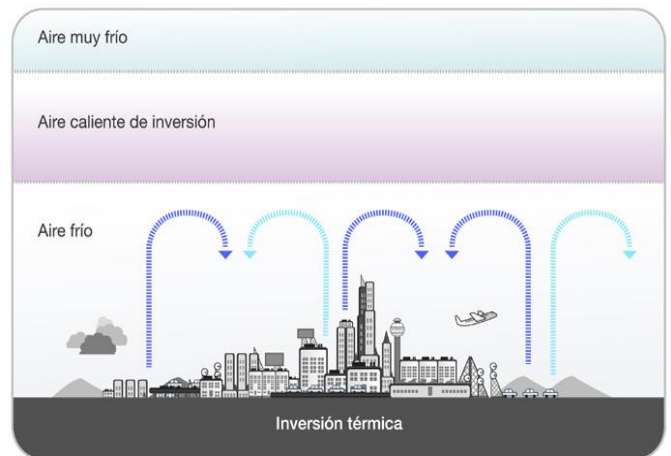 Aire muy frío
Aire caliente de inversión
Aire frío
Inversión térmica